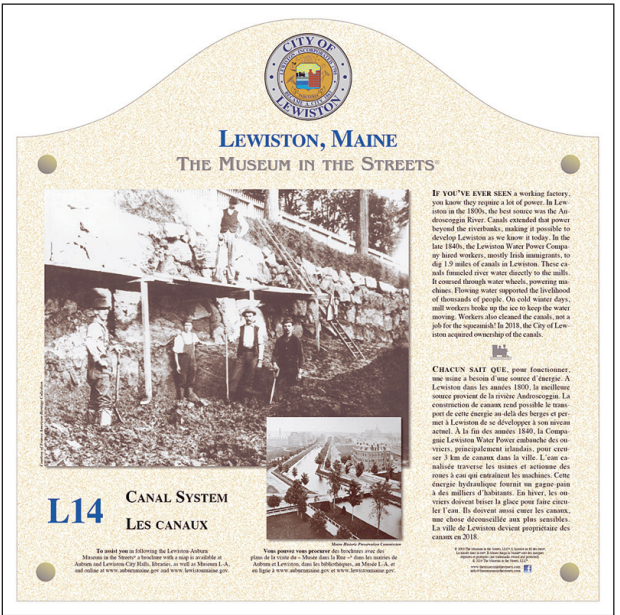 CITY OF
LEWISTON
LEWISTON, MAINE
THE MUSEUM IN THE STREETS®
IF YOU'VE EVER SEEN a working factory,
you know they require a lot of power. In Lew-
iston in the 1800s, the best source was the An-
droscoggin River. Canals extended that power
beyond the riverbanks, making it possible to
develop Lewiston as we know it today. In the
late 1840s, the Lewiston Water Power Compa-
ny hired workers, mostly Irish immigrants, to
dig 1.9 miles of canals in Lewiston. These ca-
nals funneled river water directly to the mills.
It coursed through water wheels, powering ma-
chines. Flowing water supported the livelihood
of thousands of people. On cold winter days,
mill workers broke up the ice to keep the water
moving. Workers also cleaned the canals, not a
job for the squeamish! In 2018, the City of Lew-
iston acquired ownership of the canals.
CHACUN SAIT QUE, pour fonctionner,
une usine a besoin d'une source d'énergie. A
Lewiston dans les années 1800, la meilleure
source provient de la rivière Androscoggin. La
construction de canaux rend possible le trans-
port de cette énergie au-delà des berges et per-
met à Lewiston de se développer à son niveau
actuel. À la fin des années 1840, la Compa-
gnie Lewiston Water Power embauche des ou-
vriers, principalement irlandais, pour creu-
ser 3 km de canaux dans la ville. L'eau ca-
nalisée traverse les usines et actionne des
roues à eau qui entraînent les machines. Cette
énergie hydraulique fournit un gagne-pain
à des milliers d'habitants. En hiver, les ou-
vriers doivent briser la glace pour faire circu-
ler l'eau. Ils doivent aussi curer les canaux,
une chose déconseillée aux plus sensibles.
La ville de Lewiston devient propriétaire des
canaux en 2018.
L14
CANAL SYSTEM
LES CANAUX
Maine Historic Preservation Commission
To assist you in following the Lewiston-Auburn
Museum in the Streets® a brochure with a map is available at
Auburn and Lewiston City Halls, libraries, as well as Museum L-A.
and online at www.auburnmaine.gov and www.lewistonmaine.gov.
Vous pouvez vous procurer des brochures avec des
plans de la visite du « Musée dans la Rue »® dans les mairies de
Auburn et Lewiston, dans les bibliothèques, au Musée L-A. et
en ligne à www.auburnmaine.gov et www.lewistonmaine.gov.